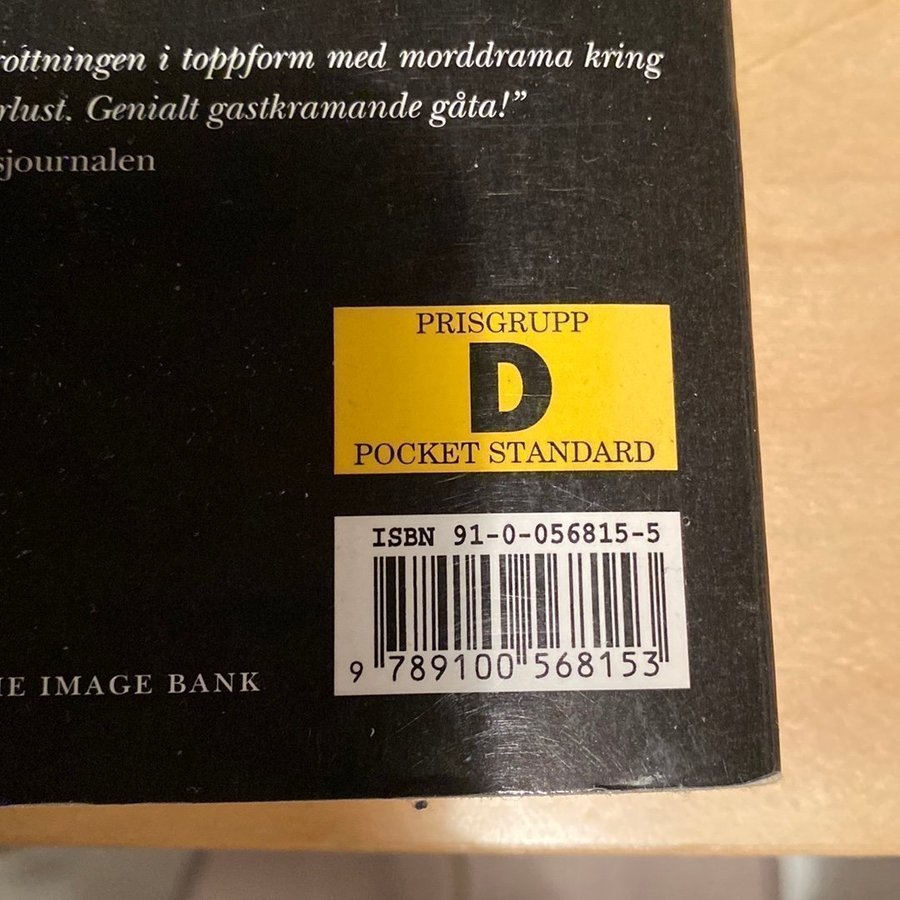 rottningen i toppform med morddrama kring
rlust. Genialt gastkramande gåta!”
sjournalen
PRISGRUPP
D
POCKET STANDARD
ISBN 91-0-056815-5
9 789100 568153
HE IMAGE BANK